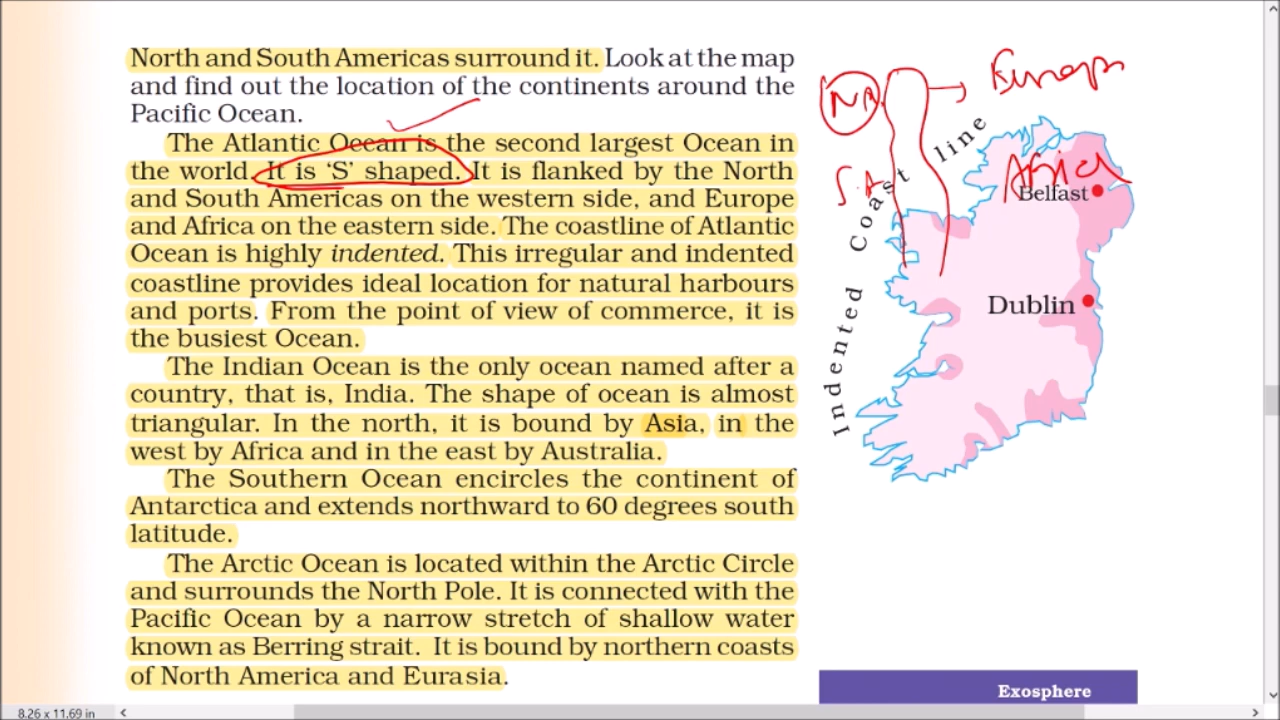 North and South Americas surround it. Look at the map
and find out the location of the continents around the
Pacific Ocean.
The Atlantic Ocean is the second largest Ocean in
the world. It is ‘S’ shaped. It is flanked by the North
and South Americas on the western side, and Europe
and Africa on the eastern side. The coastline of Atlantic
Ocean is highly indented. This irregular and indented
coastline provides ideal location for natural harbours
and ports. From the point of view of commerce, it is
the busiest Ocean.
The Indian Ocean is the only ocean named after a
country, that is, India. The shape of ocean is almost
triangular. In the north, it is bound by Asia, in the
west by Africa and in the east by Australia.
The Southern Ocean encircles the continent of
Antarctica and extends northward to 60 degrees south
latitude.
The Arctic Ocean is located within the Arctic Circle
and surrounds the North Pole. It is connected with the
Pacific Ocean by a narrow stretch of shallow water
known as Berring strait. It is bound by northern coasts
of North America and Eurasia.
NA
Europe
S.A
Africa
Indented Coast line
Belfast
Dublin
Exosphere
8.26 x 11.69 in